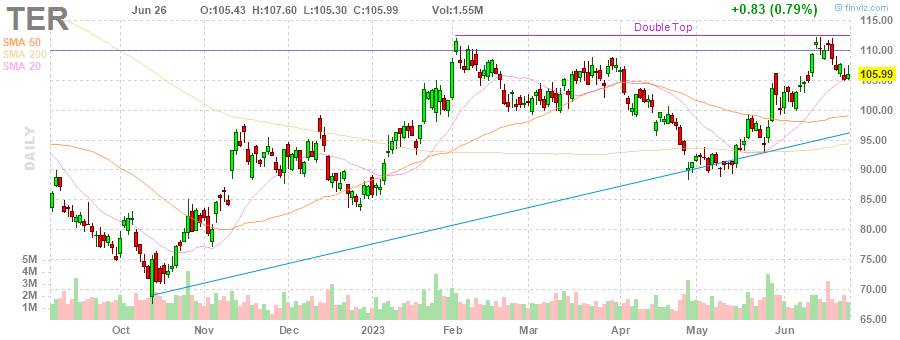 TER
Jun 26
O:105.43 H:107.60 L:105.30 C:105.99 Vol:1.55M
+0.83 (0.79%)
finviz.com
SMA 50
SMA 200
SMA 20
Double Top
DAILY
115.00
110.00
105.99
100.00
95.00
90.00
85.00
80.00
75.00
70.00
65.00
5M
4M
3M
2M
1M
Oct Nov Dec 2023 Feb Mar Apr May Jun